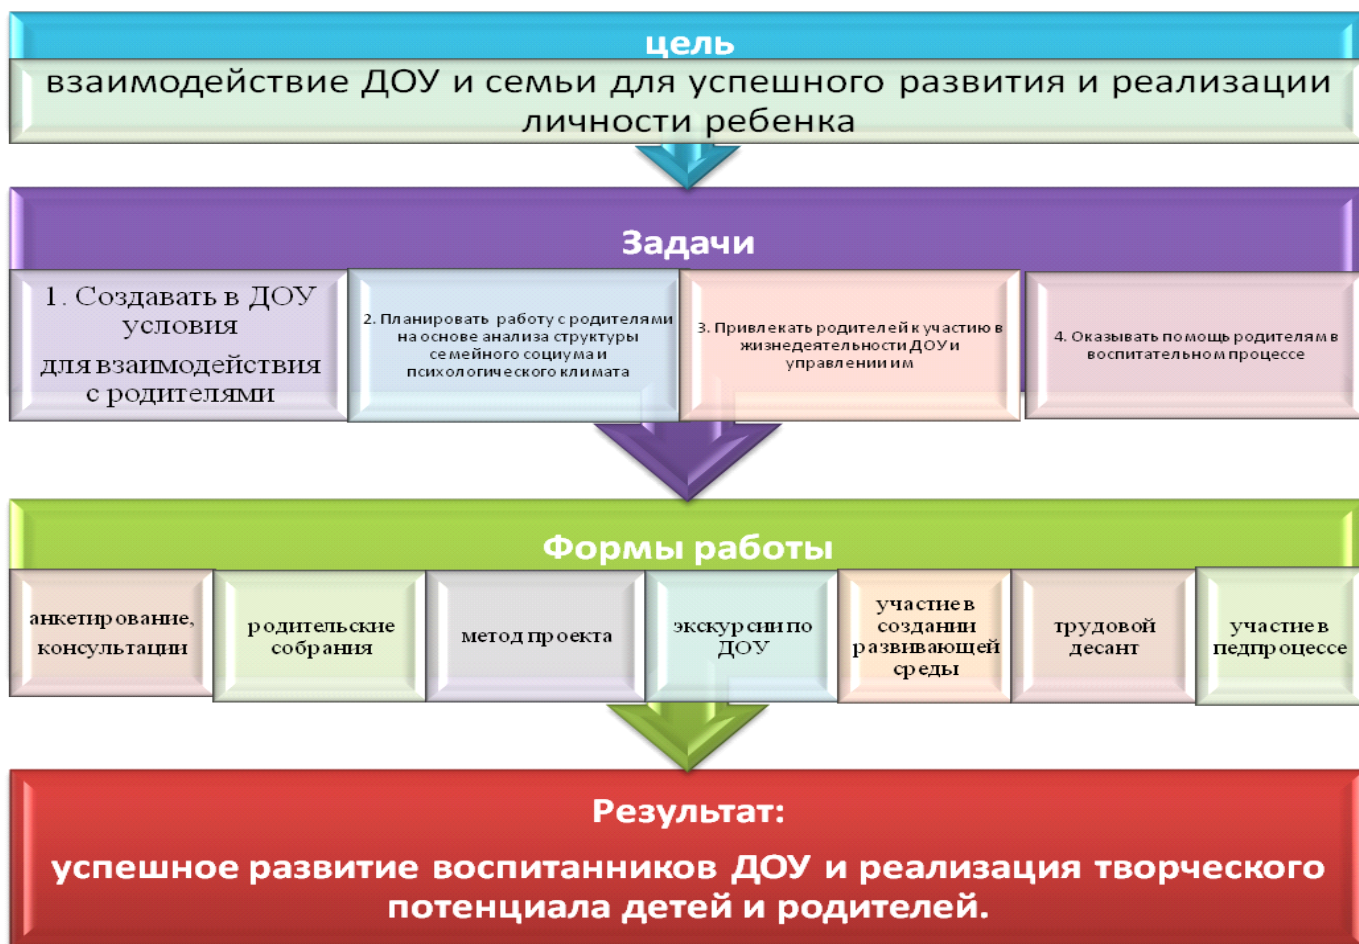 цель
взаимодействие ДОУ и семьи для успешного развития и реализации
личности ребенка
Задачи
1. Создавать в ДОУ
условия
для взаимодействия
с родителями
2. Планировать работу с родителями
на основе анализа структуры
семейного социума и
психологического климата
3. Привлекать родителей к участию в
жизнедеятельности ДОУ и
управлении им
4. Оказывать помощь родителям в
воспитательном процессе
Формы работы
анкетирование,
консультации
родительские
собрания
метод проекта
экскурсии по
ДОУ
участие в
создании
развивающей
среды
трудовой
десант
участие в
педпроцессе
Результат:
успешное развитие воспитанников ДОУ и реализация творческого
потенциала детей и родителей.